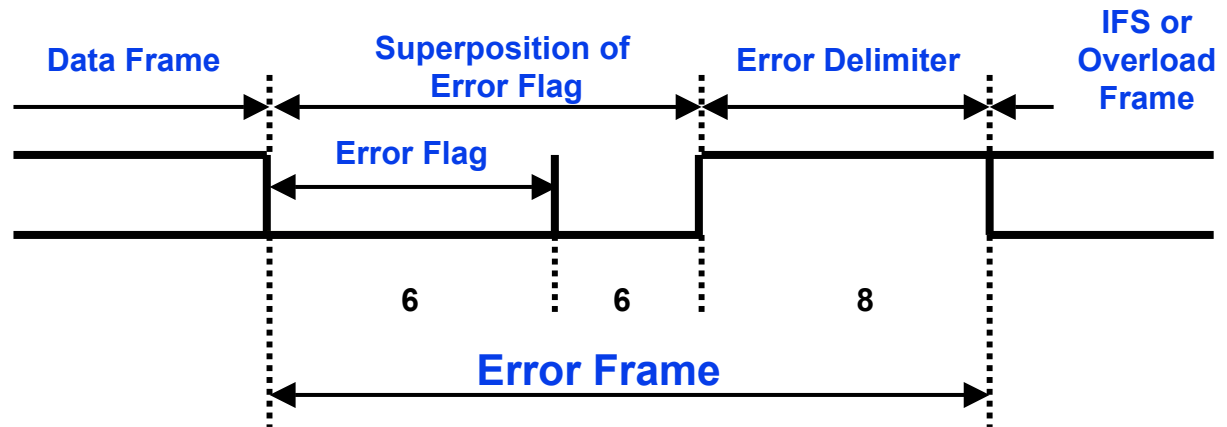 Data Frame
Superposition of
Error Flag
Error Delimiter
IFS or
Overload
Frame
Error Flag
6
6
8
Error Frame